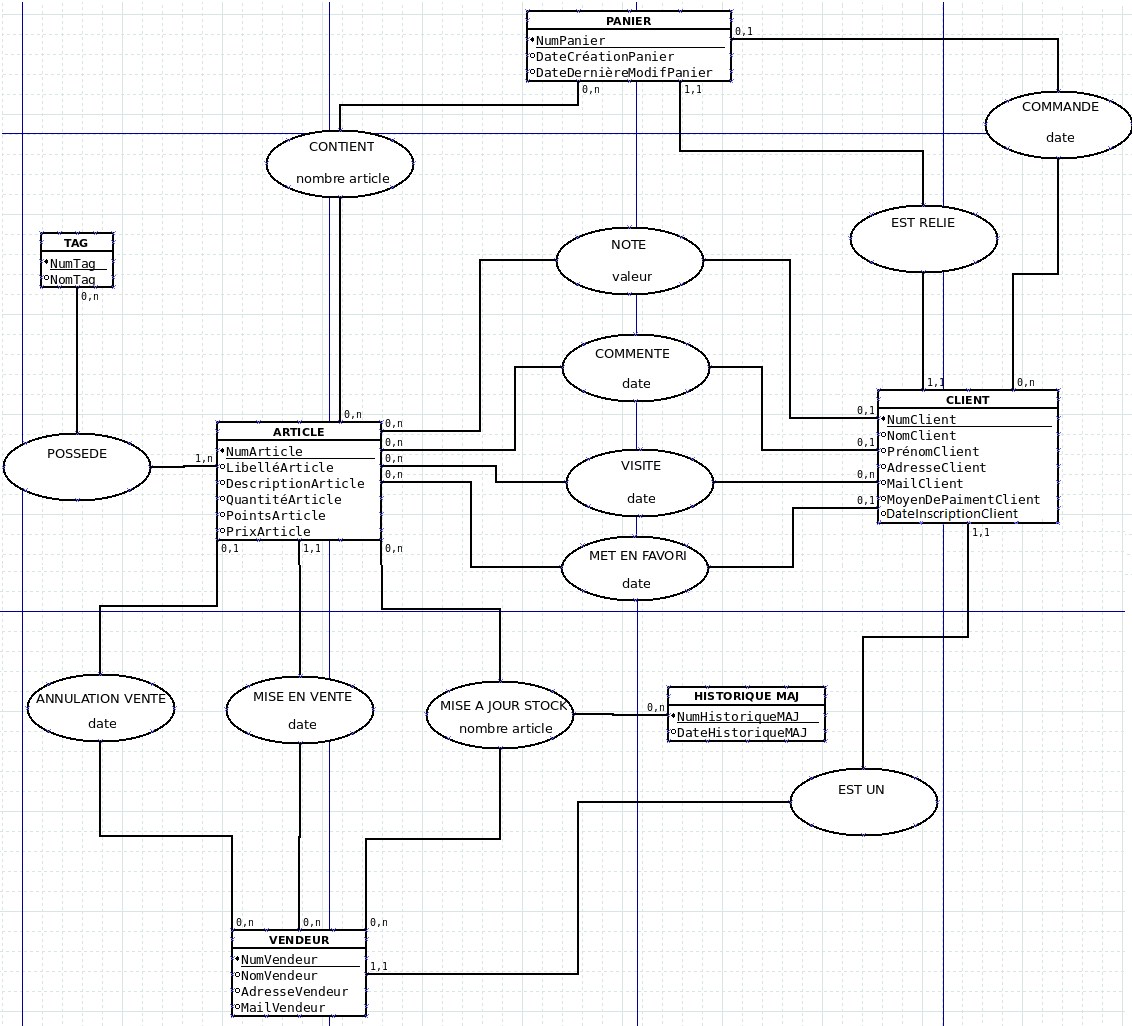 PANIER
NumPanier
DateCréationPanier
DateDernièreModifPanier
0,1
0,n
1,1
COMMANDE
date
CONTIENT
nombre article
EST RELIE
TAG
NumTag
NomTag
0,n
NOTE
valeur
COMMENTE
date
1,1
0,n
CLIENT
NumClient
NomClient
PrénomClient
AdresseClient
MailClient
MoyenDePaimentClient
DateInscriptionClient
0,1
0,1
0,n
0,1
1,1
0,n
ARTICLE
NumArticle
LibelléArticle
DescriptionArticle
QuantitéArticle
PointsArticle
PrixArticle
0,n
0,n
0,n
0,n
POSSEDE
1,n
VISITE
date
MET EN FAVORI
date
0,1
1,1
0,n
ANNULATION VENTE
date
MISE EN VENTE
date
MISE A JOUR STOCK
nombre article
0,n
HISTORIQUE MAJ
NumHistoriqueMAJ
DateHistoriqueMAJ
EST UN
0,n
0,n
0,n
VENDEUR
NumVendeur
NomVendeur
AdresseVendeur
MailVendeur
1,1